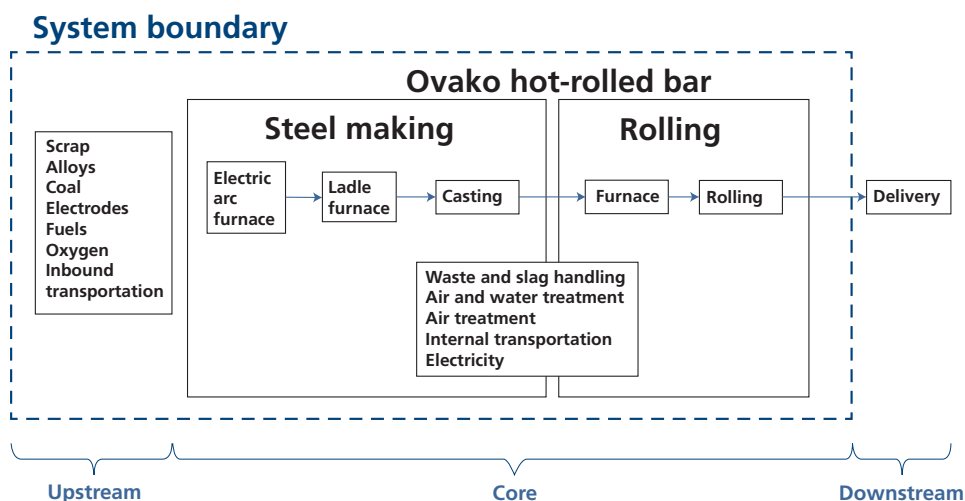 System boundary
Ovako hot-rolled bar
Steel making
Rolling
Scrap
Alloys
Coal
Electrodes
Fuels
Oxygen
Inbound
transportation
Electric
arc
furnace
Ladle
furnace
Casting
Furnace
Rolling
Delivery
Waste and slag handling
Air and water treatment
Air treatment
Internal transportation
Electricity
Upstream
Core
Downstream